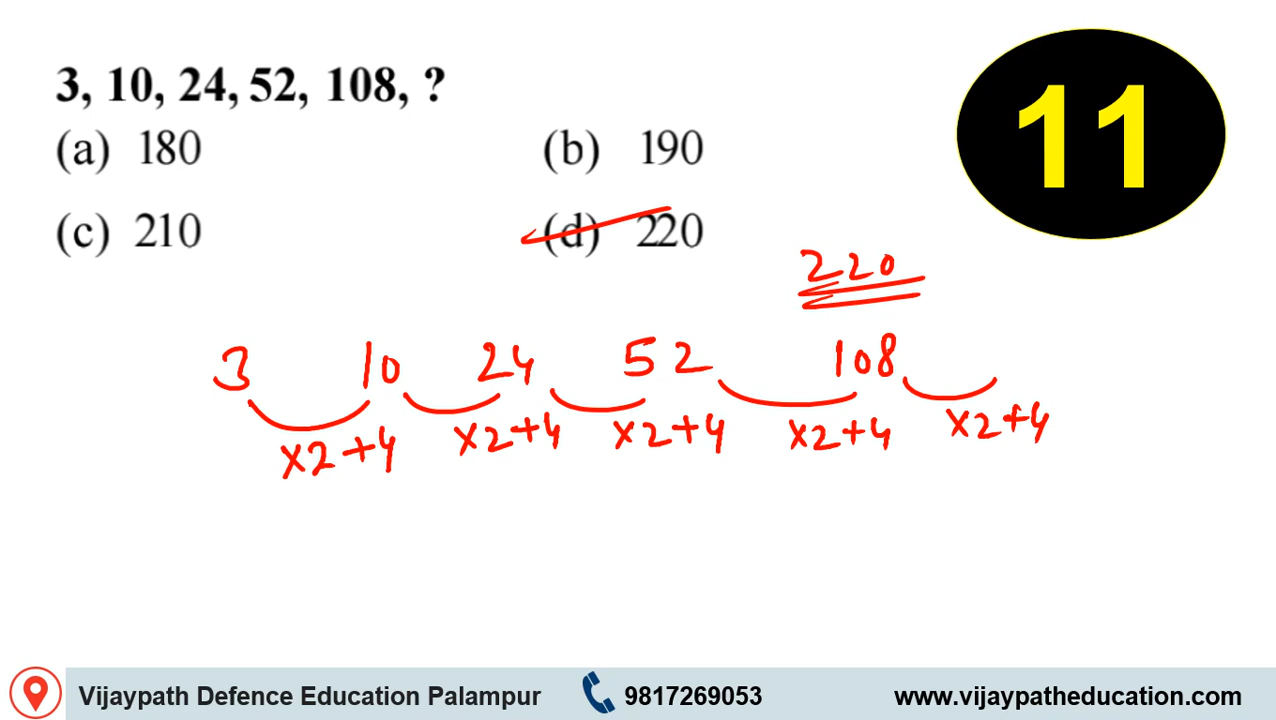 3, 10, 24, 52, 108, ?
11
(a) 180 (b) 190
(c) 210 (d) 220
220
3 10 24 52 108
×2+4 ×2+4 ×2+4 ×2+4 ×2+4
Vijaypath Defence Education Palampur 9817269053 www.vijaypatheducation.com